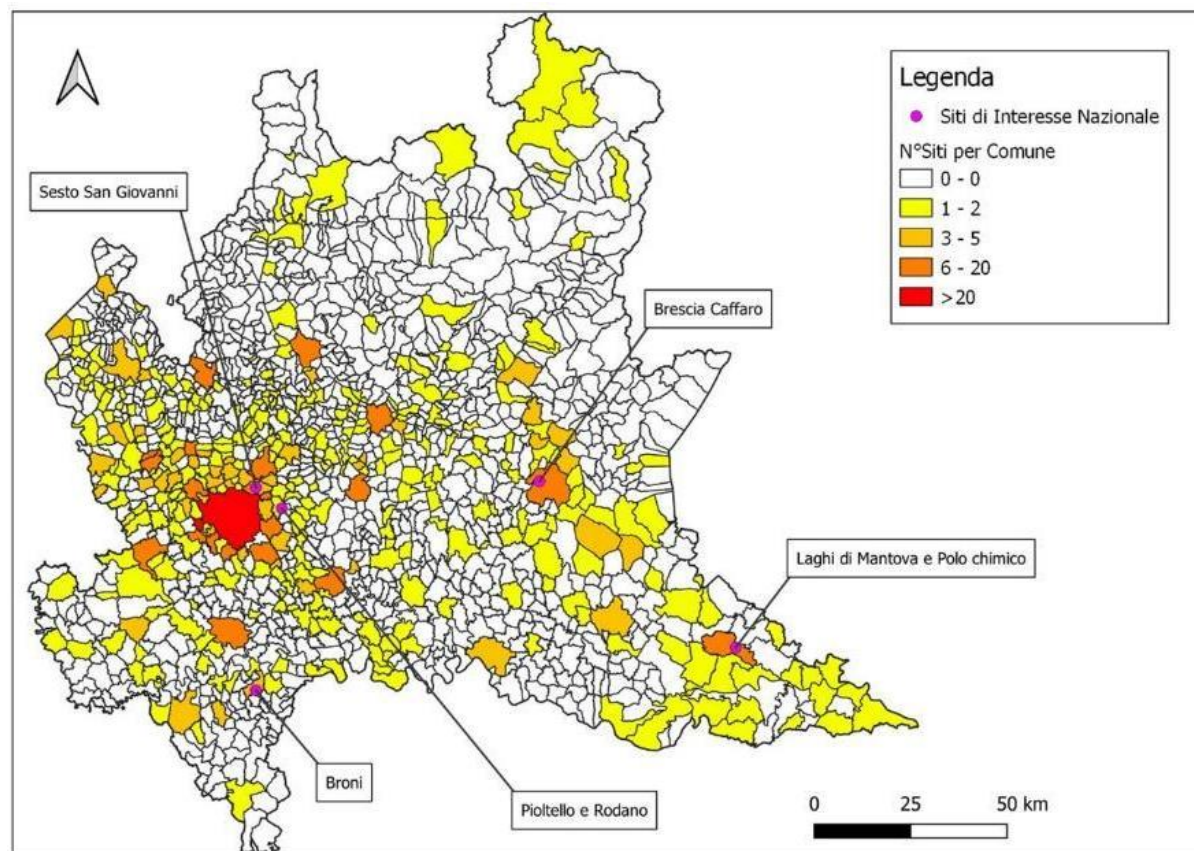 Legenda
Siti di Interesse Nazionale
N°Siti per Comune
0 - 0
1 - 2
3 - 5
6 - 20
>20
Sesto San Giovanni
Brescia Caffaro
Laghi di Mantova e Polo chimico
Broni
Pioltello e Rodano
0 25 50 km